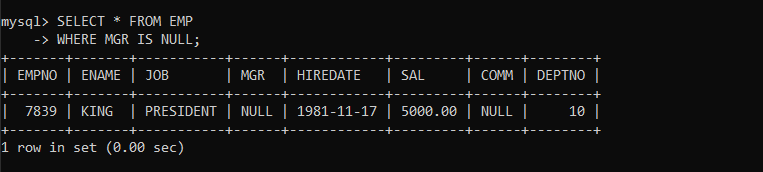 mysql> SELECT * FROM EMP
    -> WHERE MGR IS NULL;
+-------+-------+-----------+------+------------+---------+------+--------+
| EMPNO | ENAME | JOB       | MGR  | HIREDATE   | SAL     | COMM | DEPTNO |
+-------+-------+-----------+------+------------+---------+------+--------+
|  7839 | KING  | PRESIDENT | NULL | 1981-11-17 | 5000.00 | NULL |     10 |
+-------+-------+-----------+------+------------+---------+------+--------+
1 row in set (0.00 sec)